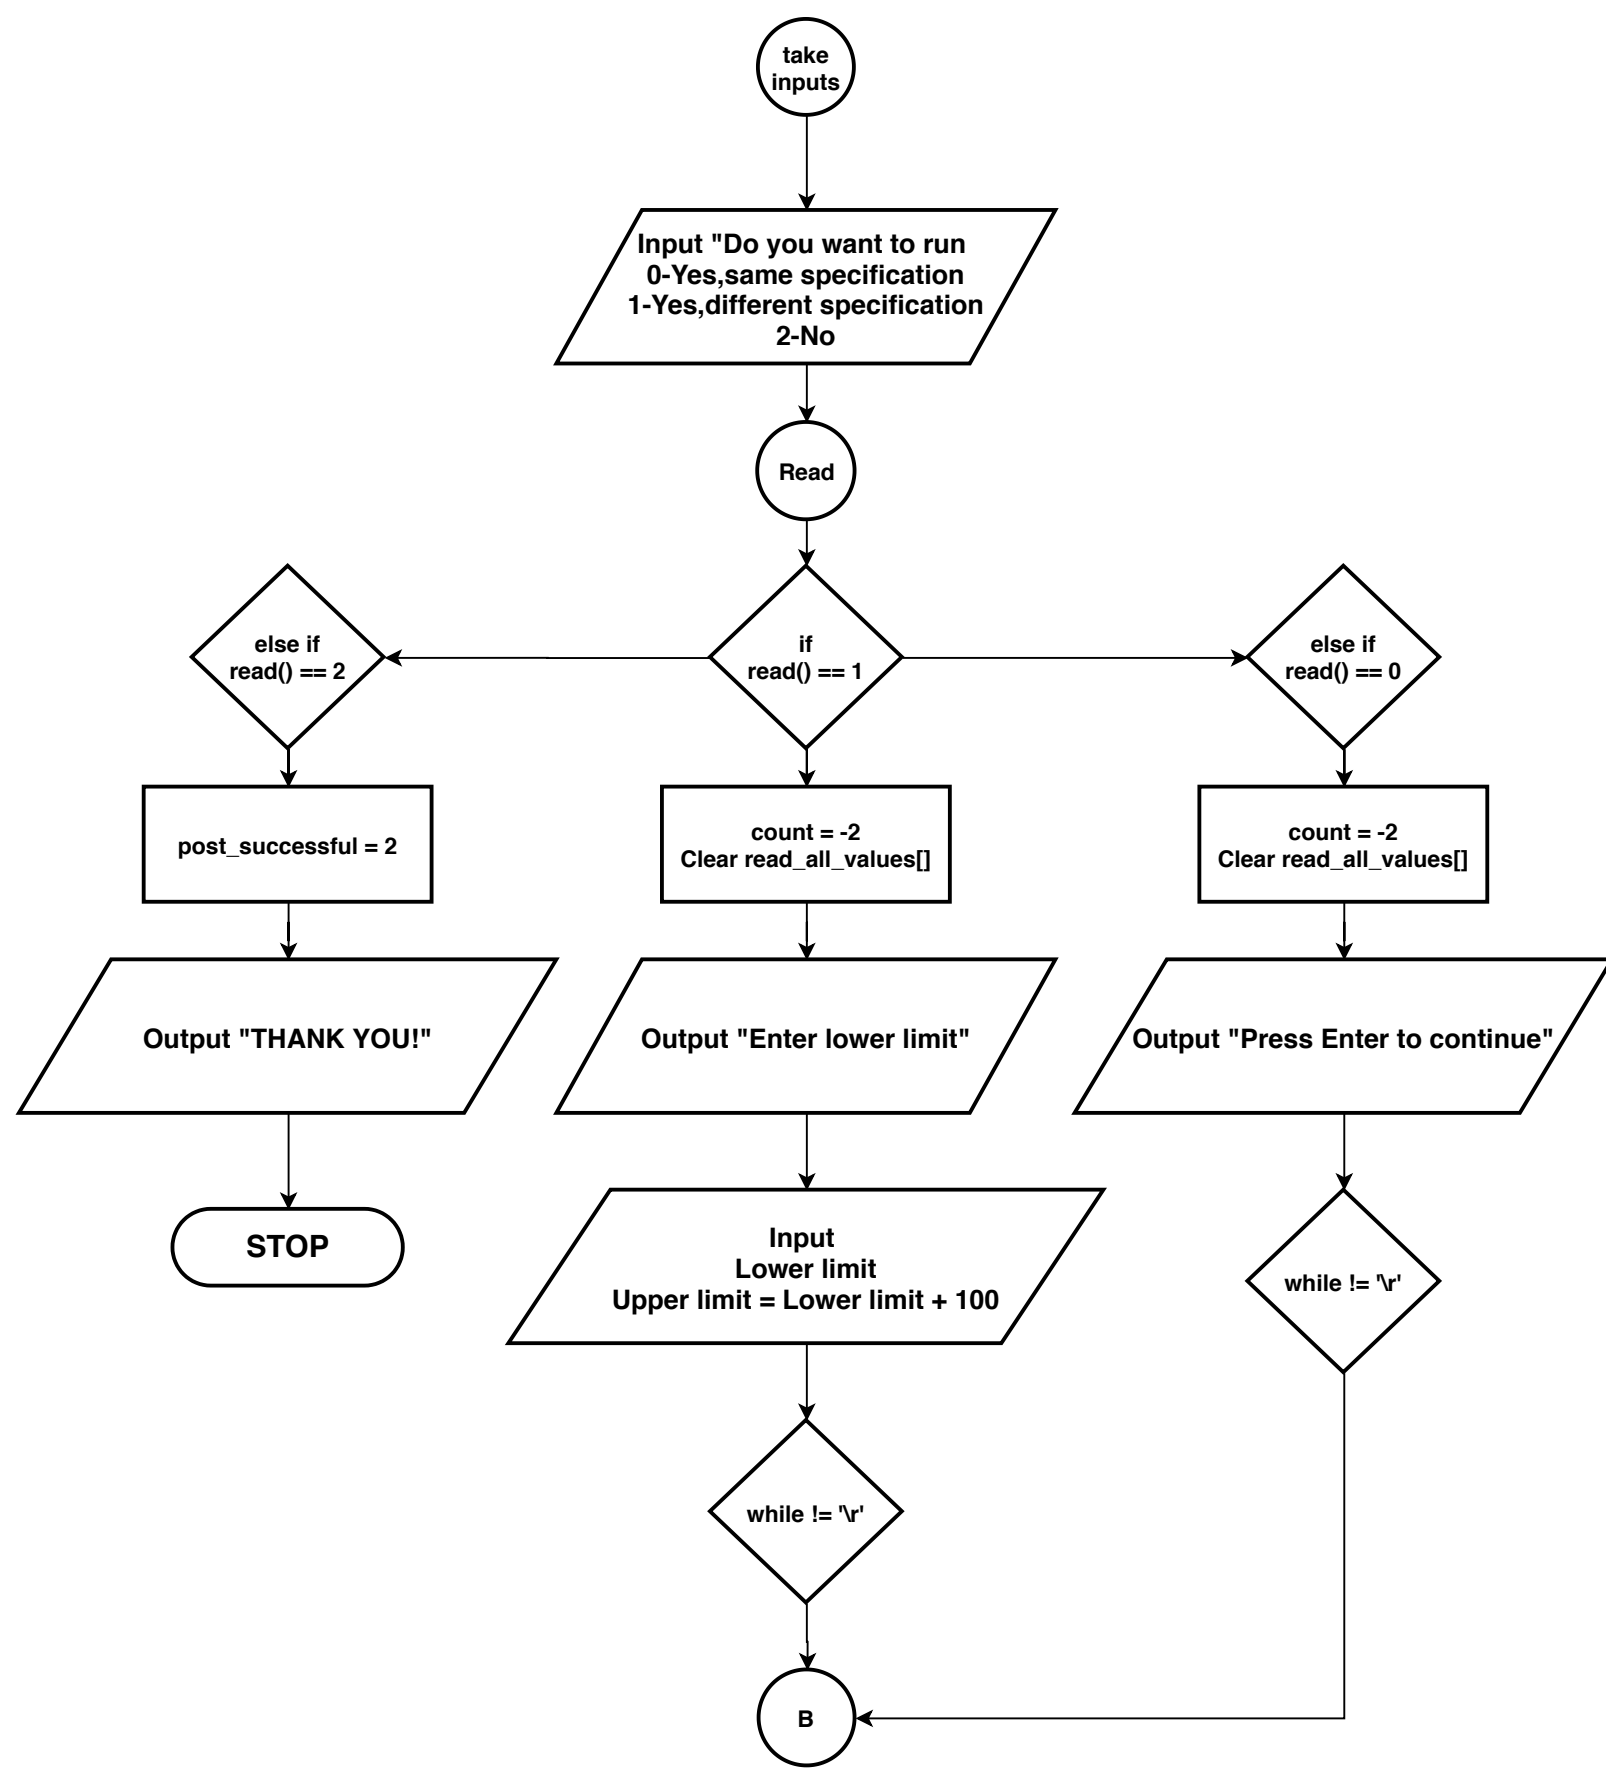 take
inputs
Input "Do you want to run
0-Yes,same specification
1-Yes,different specification
2-No
Read
else if
read() == 2
if
read() == 1
else if
read() == 0
post_successful = 2
count = -2
Clear read_all_values[]
count = -2
Clear read_all_values[]
Output "THANK YOU!"
Output "Enter lower limit"
Output "Press Enter to continue"
STOP
Input
Lower limit
Upper limit = Lower limit + 100
while != '\r'
while != '\r'
B